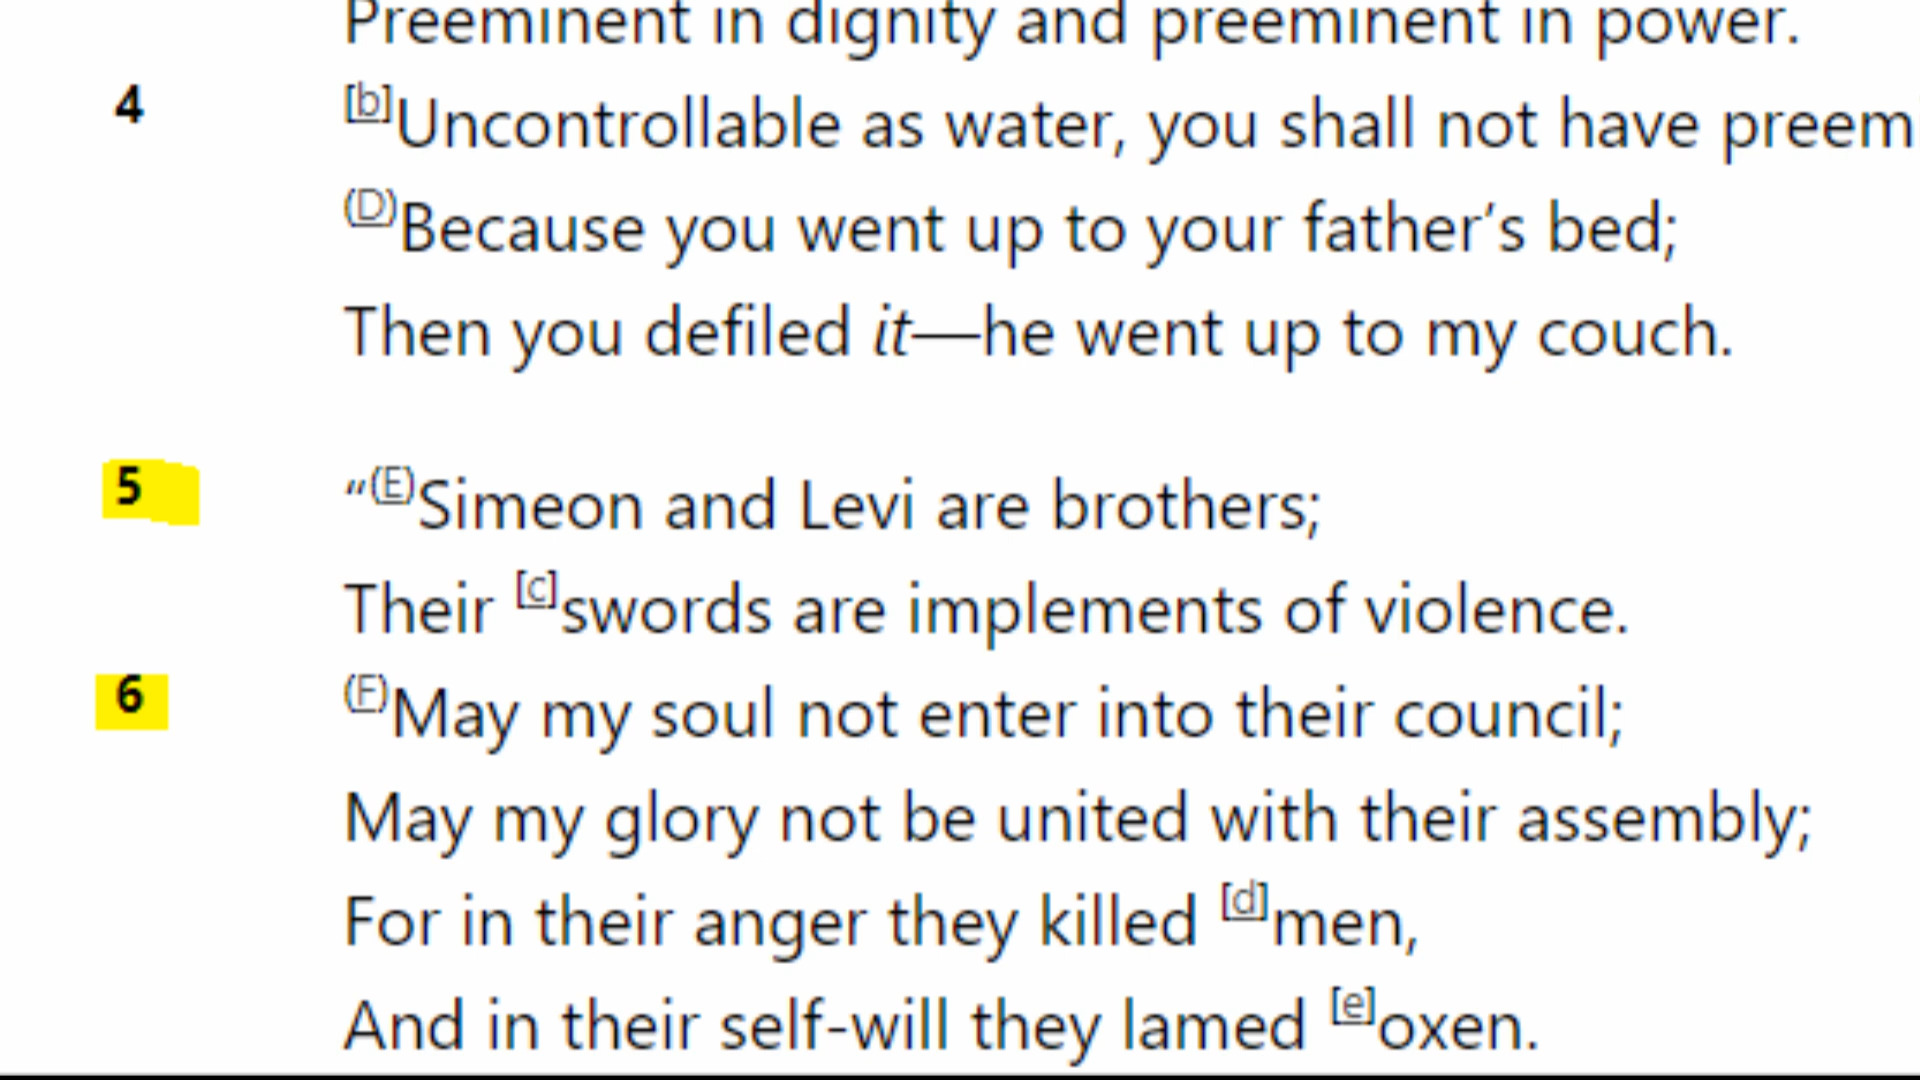 Preeminent in dignity and preeminent in power.
4 [b]Uncontrollable as water, you shall not have preem
(D)Because you went up to your father’s bed;
Then you defiled it—he went up to my couch.
5 “(E)Simeon and Levi are brothers;
Their [c]swords are implements of violence.
6 (F)May my soul not enter into their council;
May my glory not be united with their assembly;
For in their anger they killed [d]men,
And in their self-will they lamed [e]oxen.